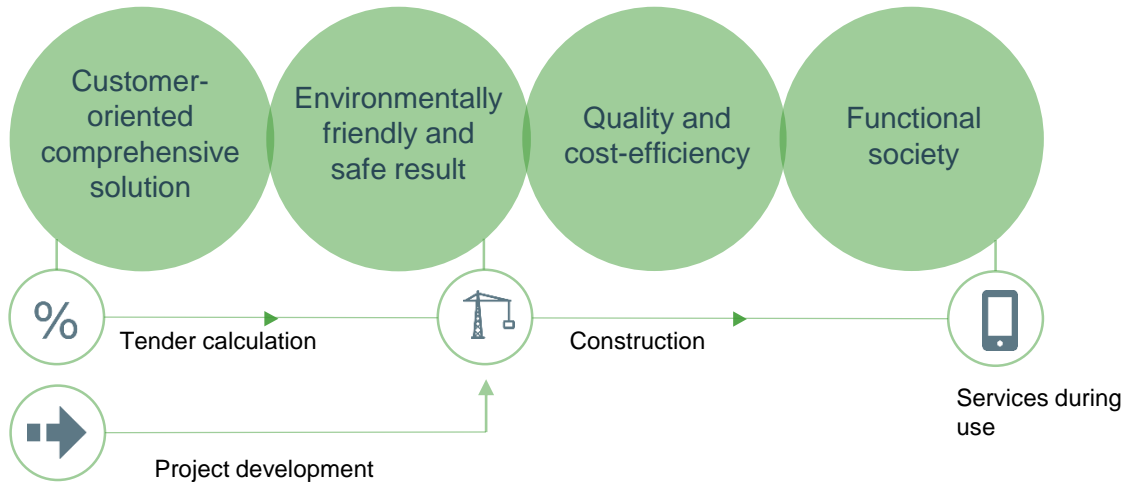 Customer-
oriented
comprehensive
solution
Environmentally
friendly and
safe result
Quality and
cost-efficiency
Functional
society
%
Tender calculation
Construction
Services during
use
Project development